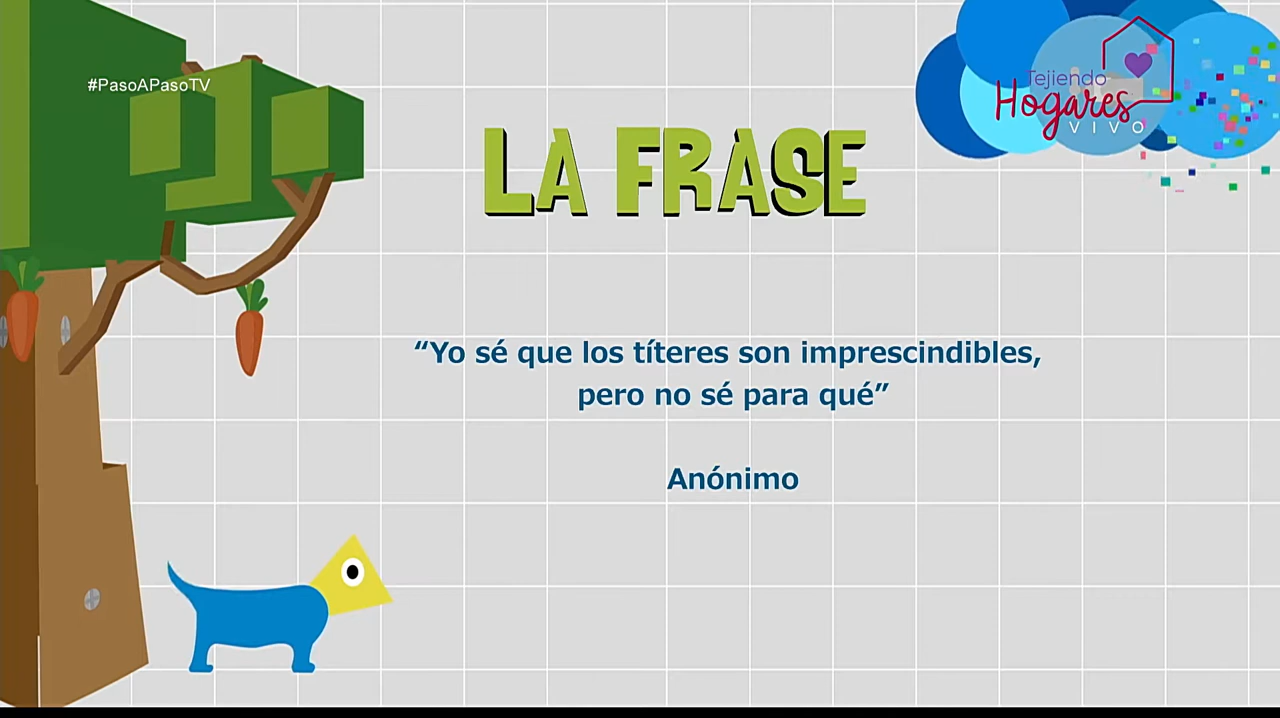 #PasoAPasoTV
Tejiendo
Hogares
VIVO
LA FRASE
“Yo sé que los títeres son imprescindibles,
pero no sé para qué”
Anónimo